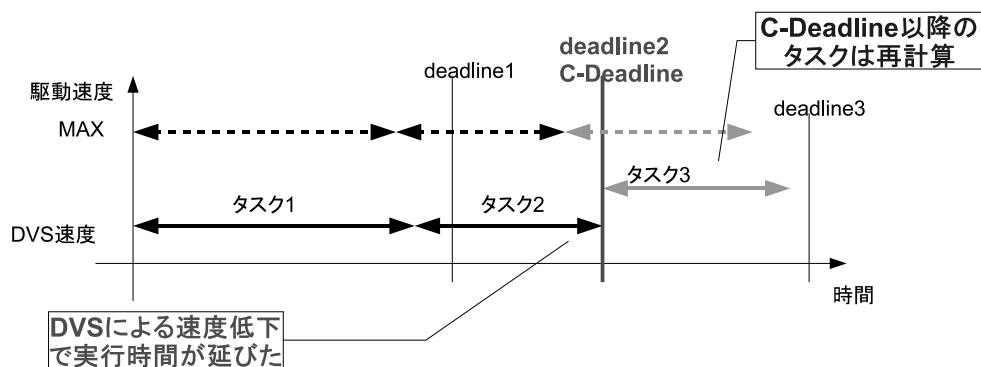 C-Deadline以降の
タスクは再計算
deadline2
C-Deadline
deadline1
deadline3
駆動速度
MAX
タスク3
タスク1
タスク2
DVS速度
時間
DVSによる速度低下
で実行時間が延びた